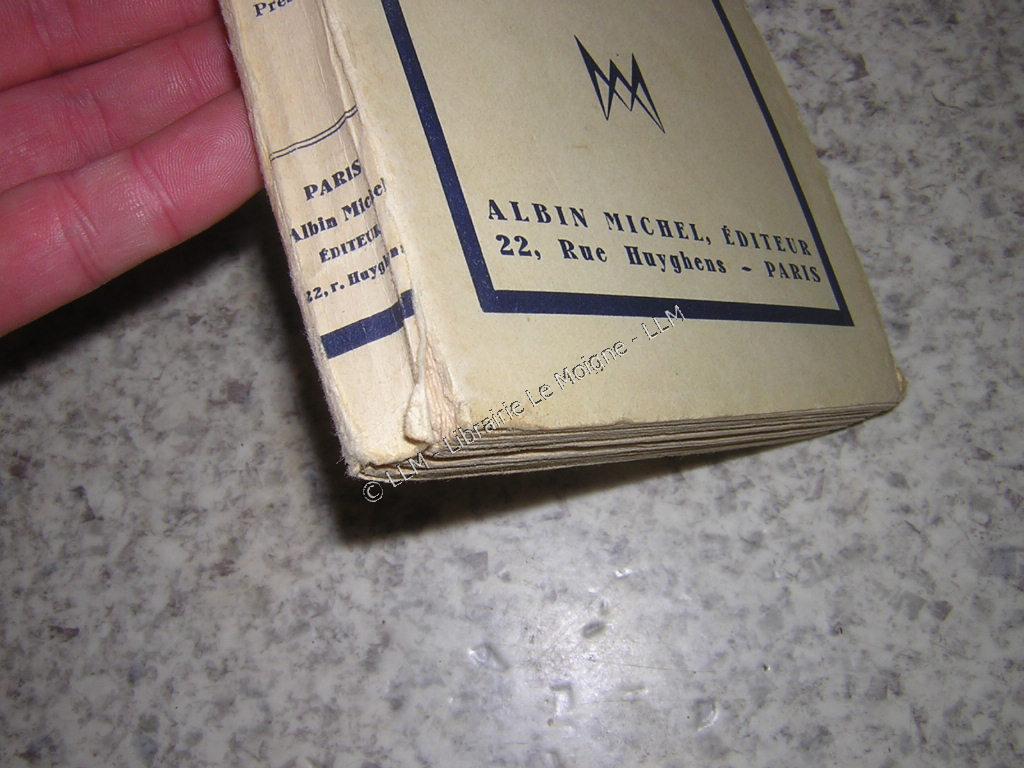 PARIS
Albin Michel
ÉDITEUR
22, r. Huyghens
ALBIN MICHEL, ÉDITEUR
22, Rue Huyghens - PARIS
© LLM - Librairie Le Moigne - LLM